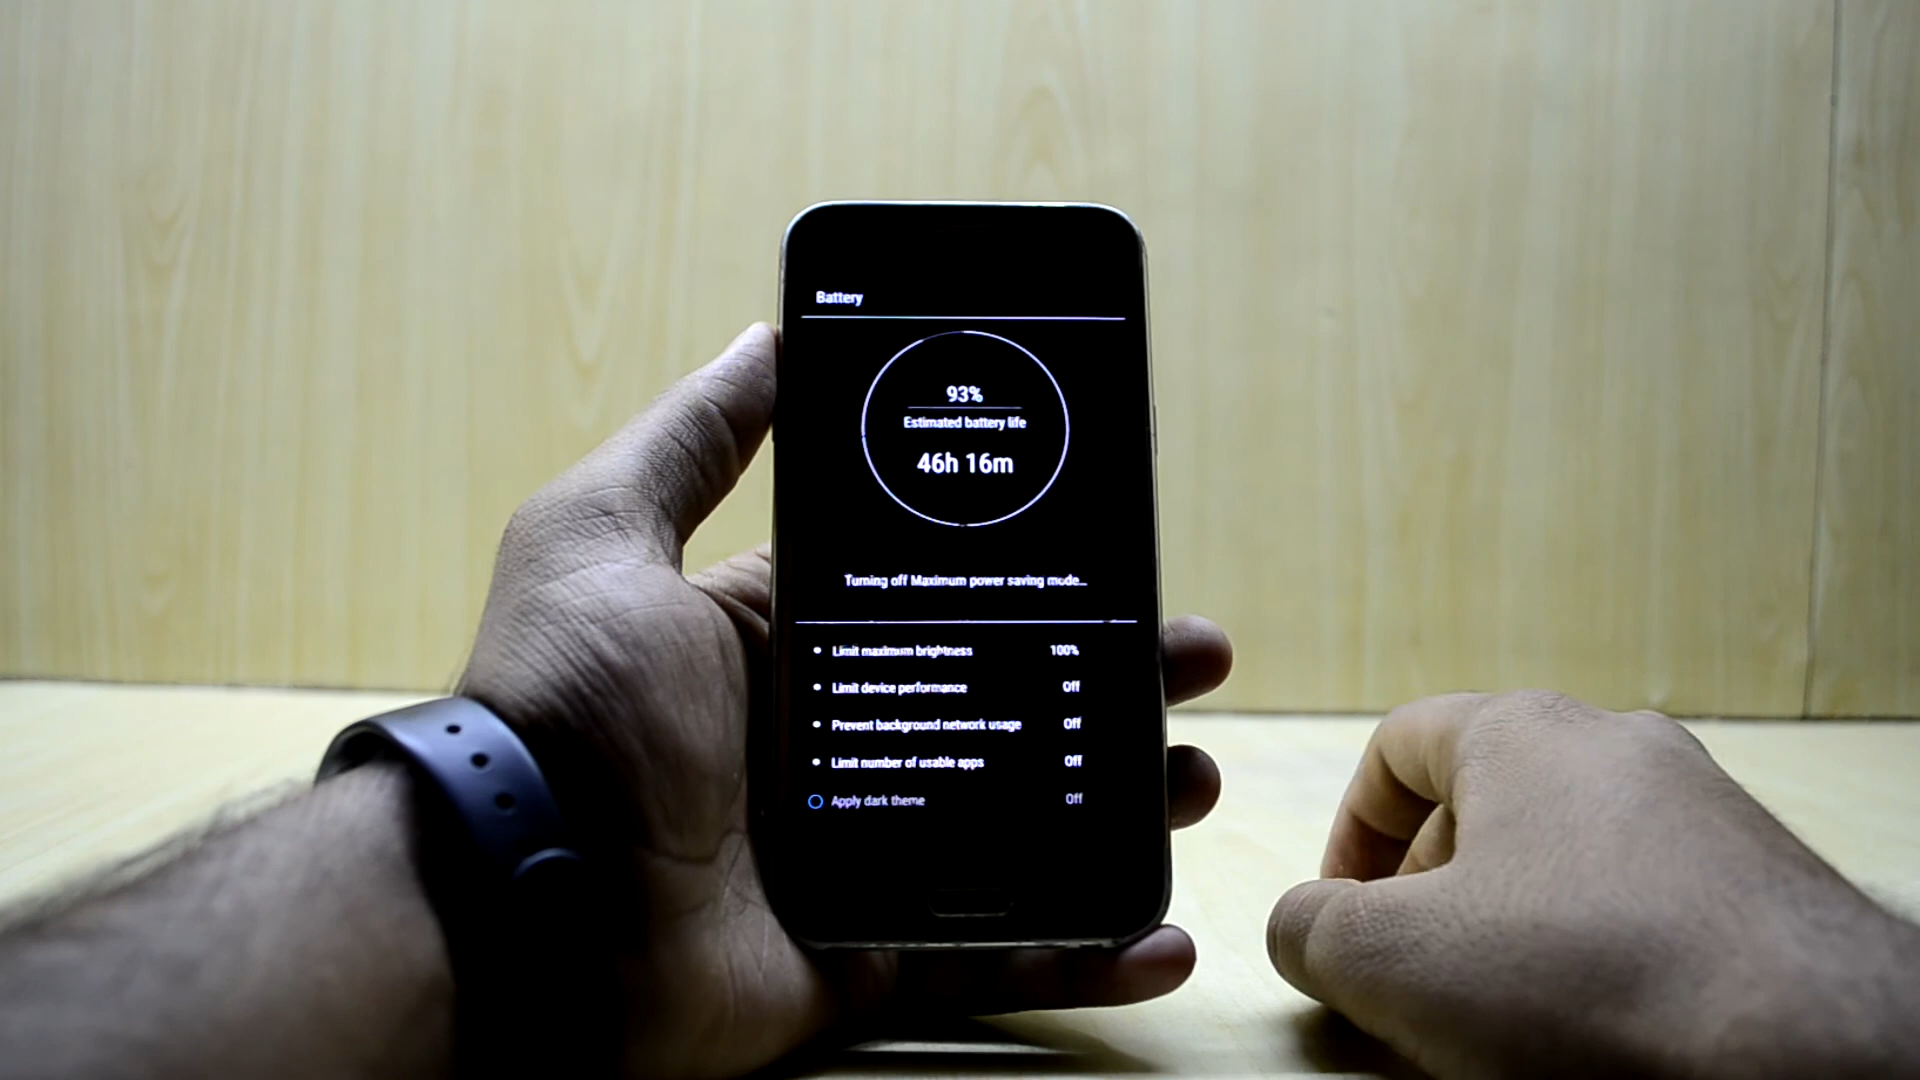 Battery
93%
Estimated battery life
46h 16m
Turning off Maximum power saving mode...
Limit maximum brightness 100%
Limit device performance Off
Prevent background network usage Off
Limit number of usable apps Off
Apply dark theme Off